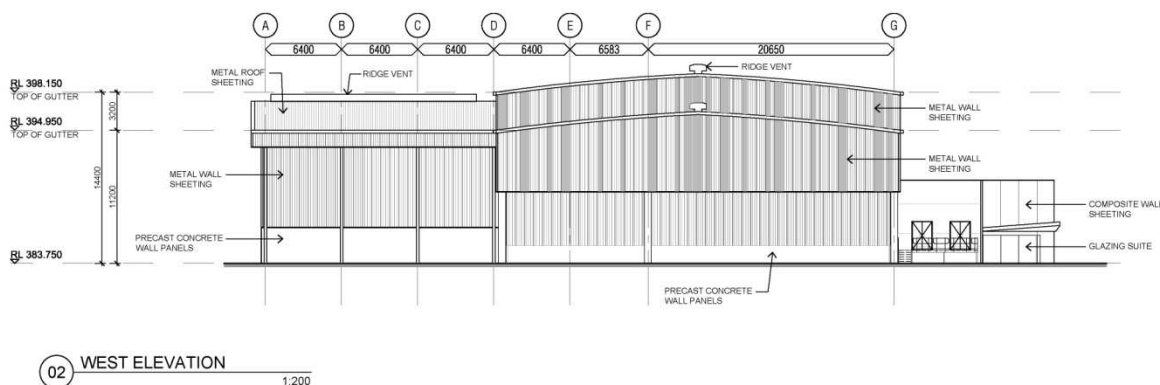 A B C D E F G
6400 6400 6400 6400 6583 20650
RIDGE VENT
METAL ROOF
SHEETING
RIDGE VENT
RL 398.150
TOP OF GUTTER
3200
METAL WALL
SHEETING
RL 394.950
TOP OF GUTTER
METAL WALL
SHEETING
METAL WALL
SHEETING
14400
11200
COMPOSITE WALL
SHEETING
PRECAST CONCRETE
WALL PANELS
GLAZING SUITE
RL 383.750
PRECAST CONCRETE
WALL PANELS
02 WEST ELEVATION
1:200